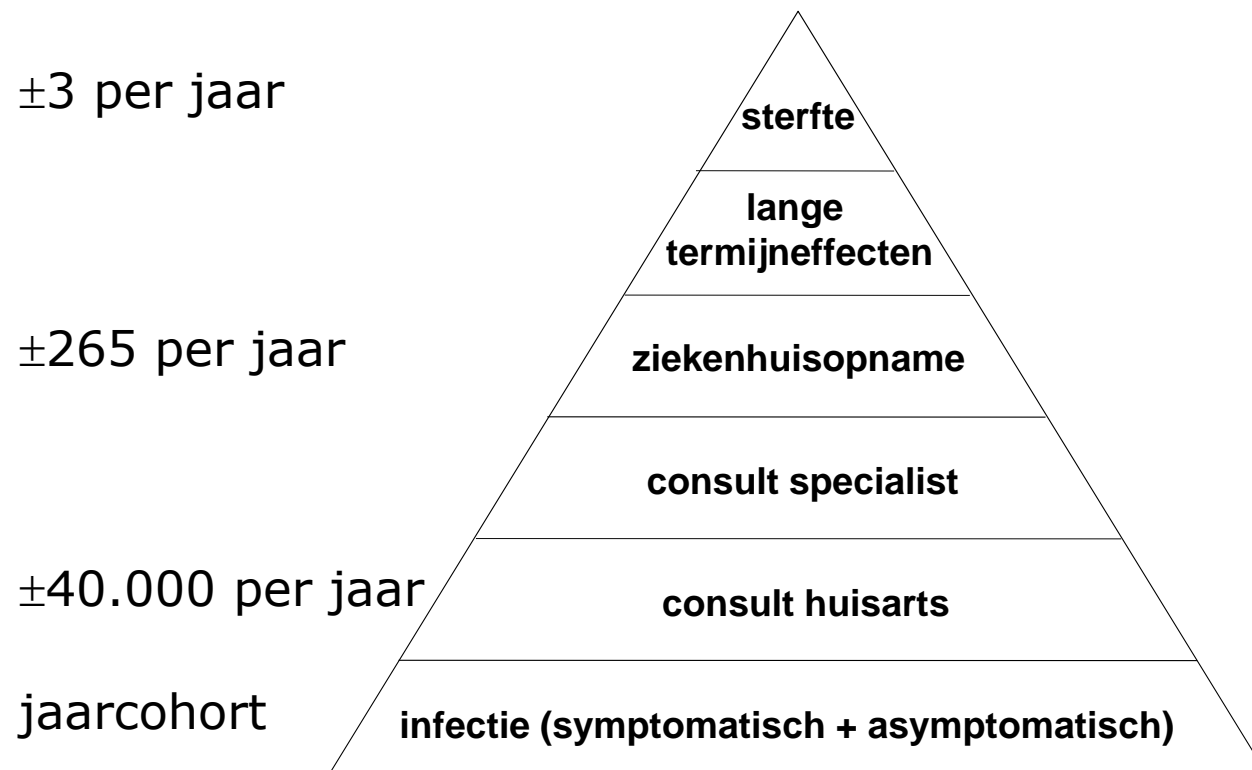 ±3 per jaar
sterfte
lange
termijneffecten
±265 per jaar
ziekenhuisopname
consult specialist
±40.000 per jaar
consult huisarts
jaarcohort
infectie (symptomatisch + asymptomatisch)